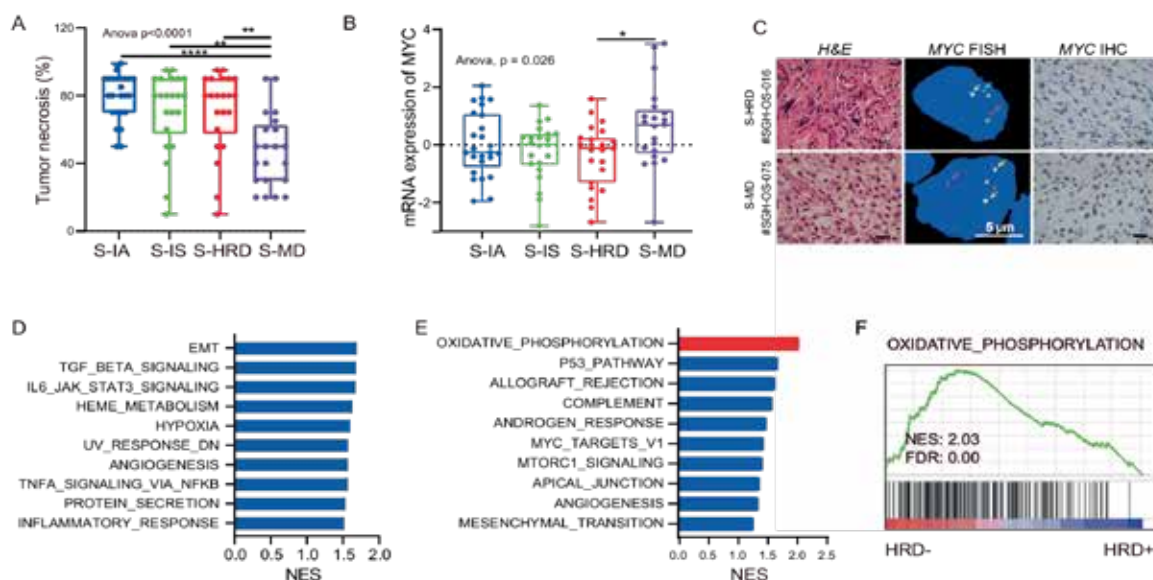 A
Anova p<0.0001
**
**
****
Tumor necrosis (%)
120
80
40
0
S-IA S-IS S-HRD S-MD
B
Anova, p = 0.026
*
mRNA expression of MYC
4
2
0
-2
S-IA S-IS S-HRD S-MD
C
H&E MYC FISH MYC IHC
S-HRD
#SGH-OS-016
S-MD
#SGH-OS-075
5 μm
D
EMT
TGF_BETA_SIGNALING
IL6_JAK_STAT3_SIGNALING
HEME_METABOLISM
HYPOXIA
UV_RESPONSE_DN
ANGIOGENESIS
TNFA_SIGNALING_VIA_NFKB
PROTEIN_SECRETION
INFLAMMATORY_RESPONSE
0.0 0.5 1.0 1.5 2.0
NES
E
OXIDATIVE_PHOSPHORYLATION
P53_PATHWAY
ALLOGRAFT_REJECTION
COMPLEMENT
ANDROGEN_RESPONSE
MYC_TARGETS_V1
MTORC1_SIGNALING
APICAL_JUNCTION
ANGIOGENESIS
MESENCHYMAL_TRANSITION
0.0 0.5 1.0 1.5 2.0 2.5
NES
F
OXIDATIVE_PHOSPHORYLATION
NES: 2.03
FDR: 0.00
HRD- HRD+